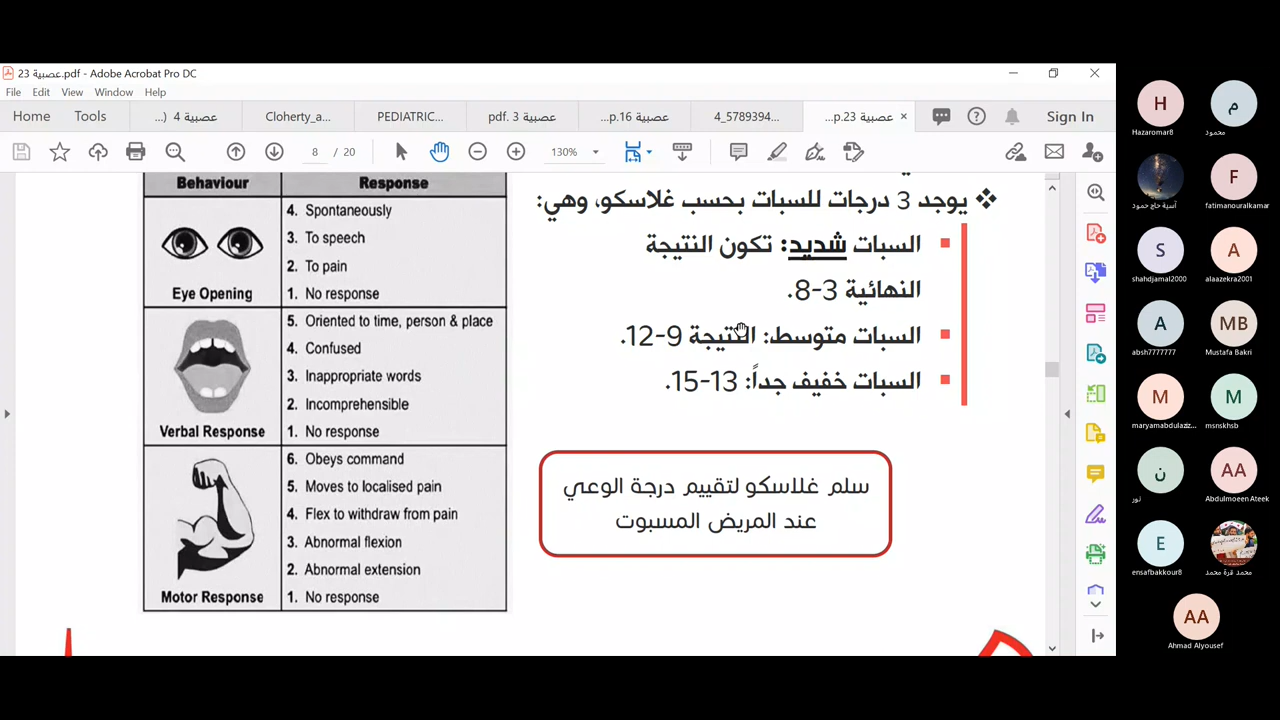 عصبية 23.pdf - Adobe Acrobat Pro DC
File Edit View Window Help
Home Tools عصبية 4 (... Cloherty_a... PEDIATRIC... عصبية 3 .pdf عصبية 16.p... 4_5789394... عصبية 23.p... × Sign In
8 / 20 130%
Behaviour Response
Eye Opening
4. Spontaneously
3. To speech
2. To pain
1. No response
Verbal Response
5. Oriented to time, person & place
4. Confused
3. Inappropriate words
2. Incomprehensible
1. No response
Motor Response
6. Obeys command
5. Moves to localised pain
4. Flex to withdraw from pain
3. Abnormal flexion
2. Abnormal extension
1. No response
❖ يوجد 3 درجات للسبات بحسب غلاسكو، وهي:
▪ السبات شديد: تكون النتيجة
النهائية 3-8.
▪ السبات متوسط: النتيجة 9-12.
▪ السبات خفيف جداً: 13-15.
سلم غلاسكو لتقييم درجة الوعي
عند المريض المسبوت
H م
Hazaromar8 محمود
F
آسية حاج حمود fatimanouralkamar
S A
shahdjamal2000 alaazekra2001
A MB
absh7777777 Mustafa Bakri
M M
maryamabdulaziz... msnskhsb
ن AA
نور Abdulmoeen Ateek
E
ensafbakkour8 محمد قرة محمد
AA
Ahmad Alyousef